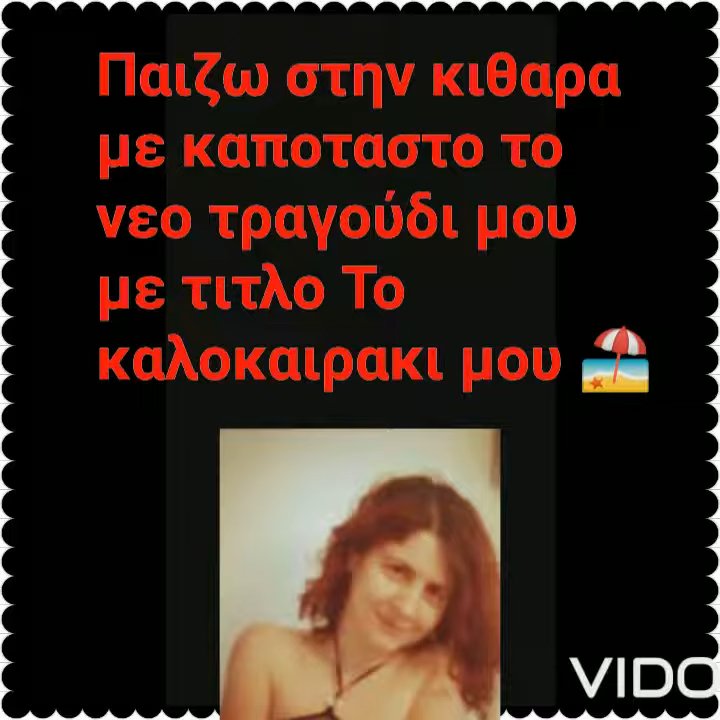 Παιζω στην κιθαρα
με καποταστο το
νεο τραγούδι μου
με τιτλο Το
καλοκαιρακι μου
VIDO